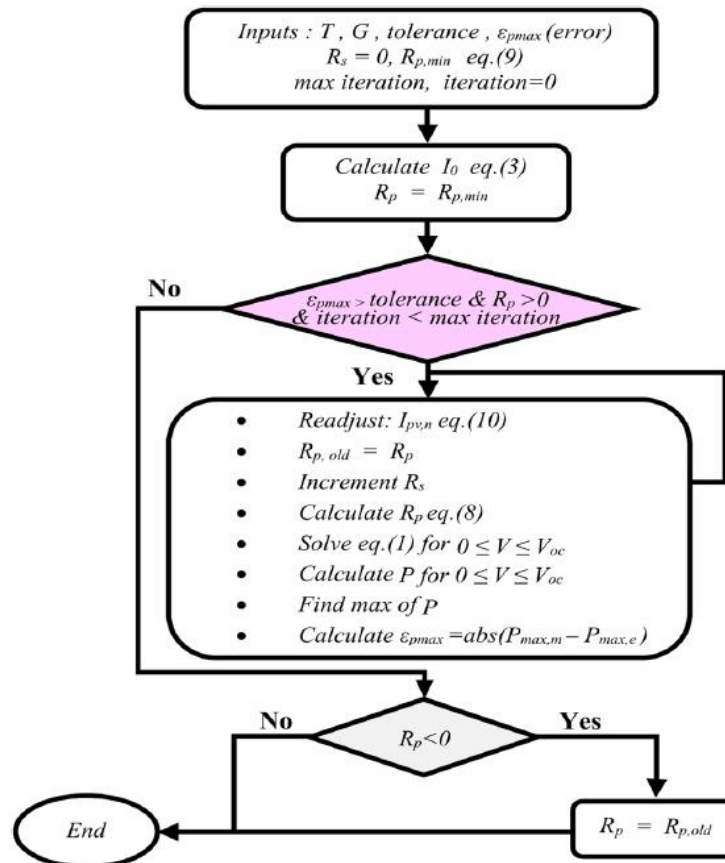 Inputs : T , G , tolerance , εpmax (error)
Rs = 0, Rp,min eq.(9)
max iteration, iteration=0
Calculate I0 eq.(3)
Rp = Rp,min
No
εpmax > tolerance & Rp >0
& iteration < max iteration
Yes
• Readjust: Ipv,n eq.(10)
• Rp, old = Rp
• Increment Rs
• Calculate Rp eq.(8)
• Solve eq.(1) for 0 ≤ V ≤ Voc
• Calculate P for 0 ≤ V ≤ Voc
• Find max of P
• Calculate εpmax =abs(Pmax,m – Pmax,e)
No
Yes
Rp<0
End
Rp = Rp,old